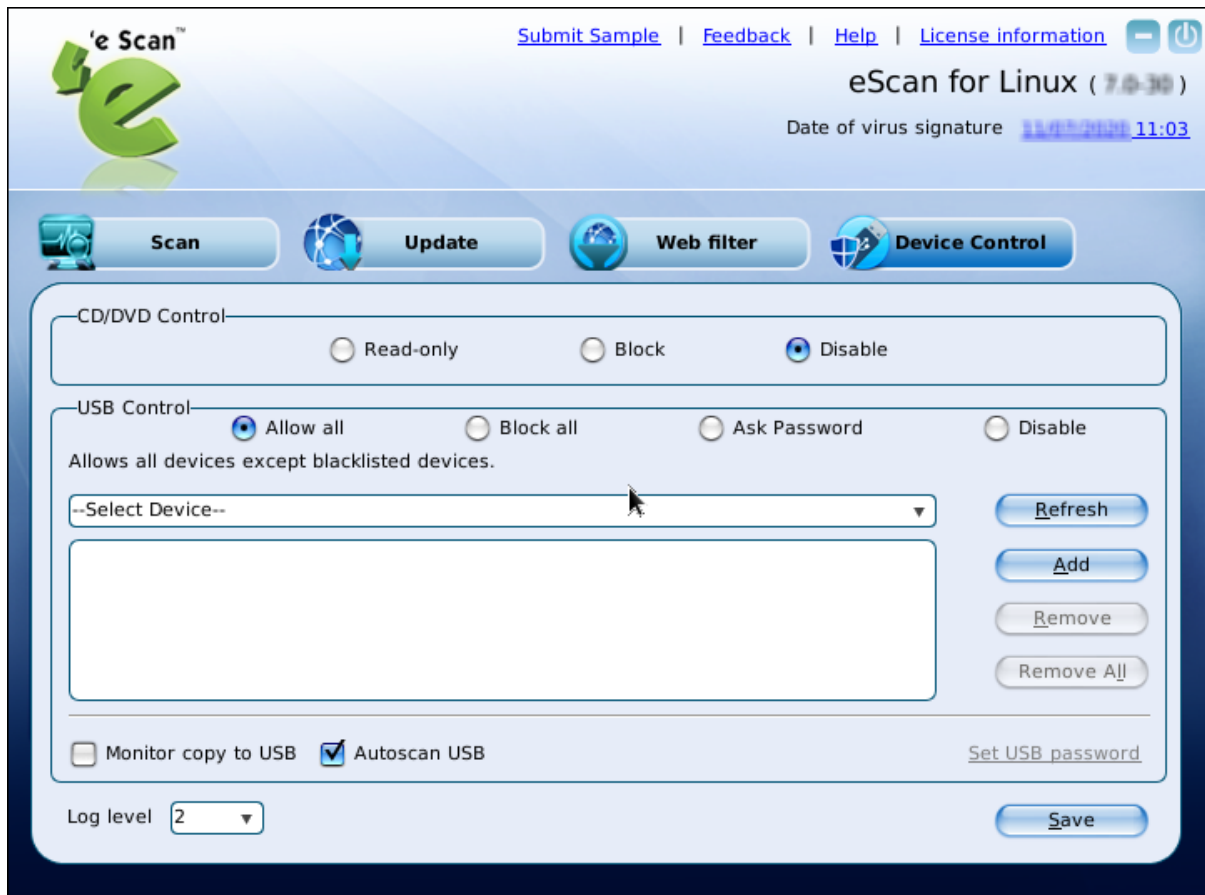 'e Scan™
Submit Sample | Feedback | Help | License information
eScan for Linux ( )
Date of virus signature 11:03
Scan Update Web filter Device Control
CD/DVD Control
Read-only Block Disable
USB Control
Allow all Block all Ask Password Disable
Allows all devices except blacklisted devices.
--Select Device-- Refresh
Add
Remove
Remove All
Monitor copy to USB Autoscan USB Set USB password
Log level 2 Save